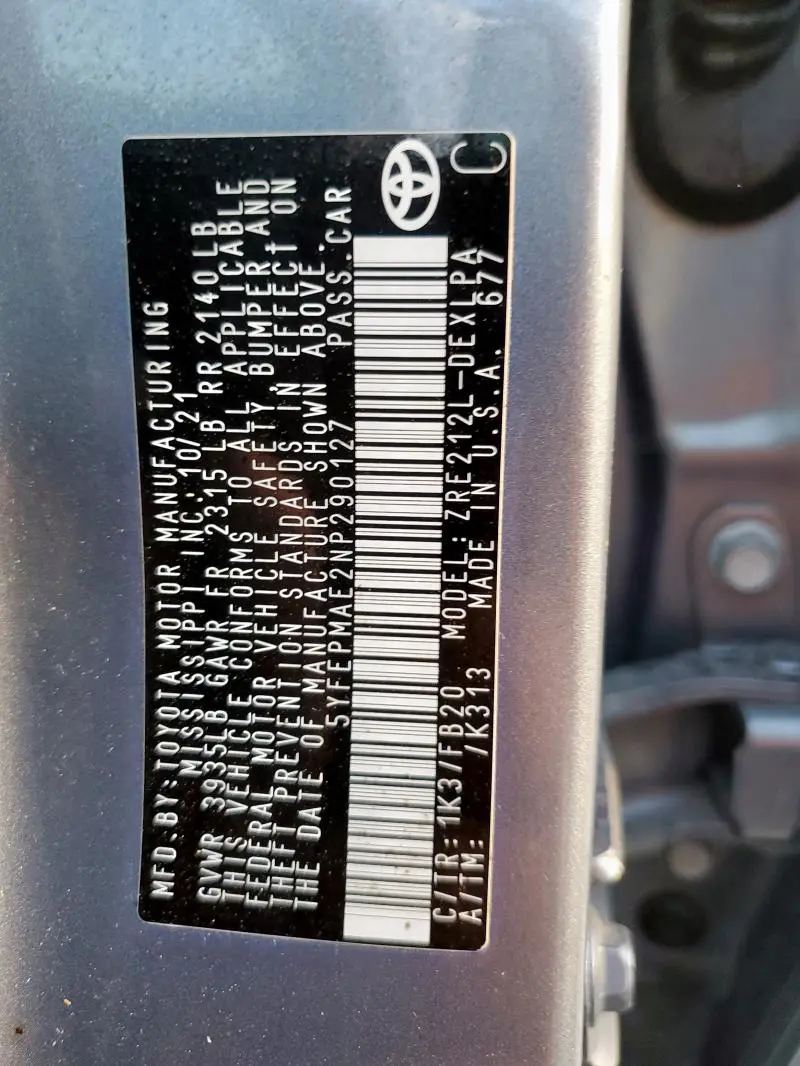 MFD.BY:TOYOTA MOTOR MANUFACTURING
MISSISSIPPI INC. 10/21
GVWR 3935LB GAWR FR 2315 LB RR 2140LB
THIS VEHICLE CONFORMS TO ALL APPLICABLE
FEDERAL MOTOR VEHICLE SAFETY, BUMPER AND
THEFT PREVENTION STANDARDS IN EFFECT ON
THE DATE OF MANUFACTURE SHOWN ABOVE.
5YFEPMAE2NP290127 PASS.CAR
C/TR: 1K3/FB20 MODEL: ZRE212L-DEXLPA
A/TM: /K313 MADE IN U.S.A. 677
C